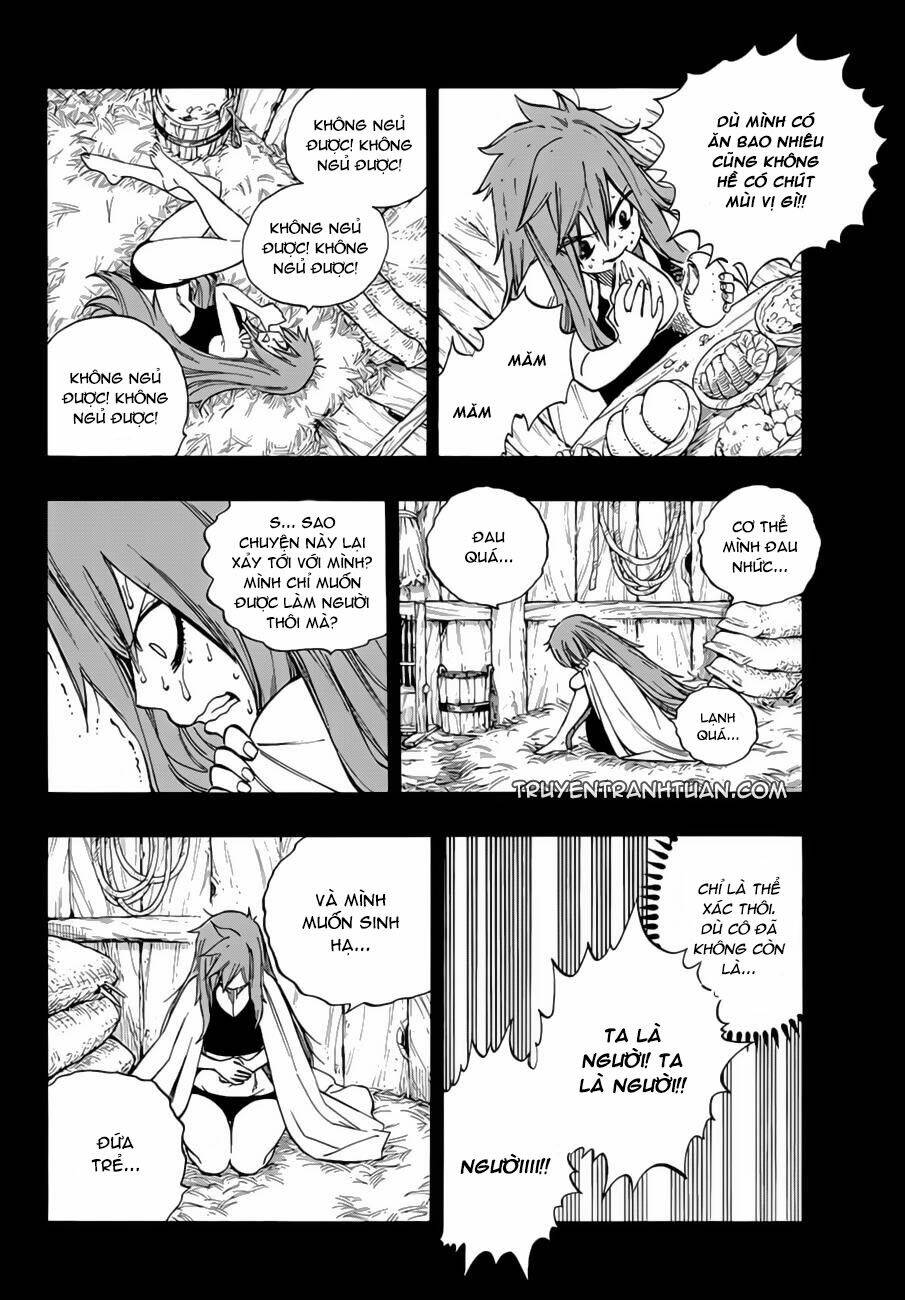 DÙ MÌNH CÓ
ĂN BAO NHIÊU
CŨNG KHÔNG
HỀ CÓ CHÚT
MÙI VỊ GÌ!!
MĂM
MĂM
KHÔNG NGỦ
ĐƯỢC! KHÔNG
NGỦ ĐƯỢC!
KHÔNG NGỦ
ĐƯỢC! KHÔNG
NGỦ ĐƯỢC!
KHÔNG NGỦ
ĐƯỢC! KHÔNG
NGỦ ĐƯỢC!
CƠ THỂ
MÌNH ĐAU
NHỨC...
ĐAU
QUÁ...
LẠNH
QUÁ...
TRUYENTRANHTUAN.COM
S... SAO
CHUYỆN NÀY LẠI
XẢY TỚI VỚI MÌNH?
MÌNH CHỈ MUỐN
ĐƯỢC LÀM NGƯỜI
THÔI MÀ?
CHỈ LÀ THỂ
XÁC THÔI.
DÙ CÔ ĐÃ
KHÔNG CÒN
LÀ...
TA LÀ
NGƯỜI! TA
LÀ NGƯỜI!!
NGƯỜIIII!!
VÀ MÌNH
MUỐN SINH
HẠ...
ĐỨA
TRẺ...